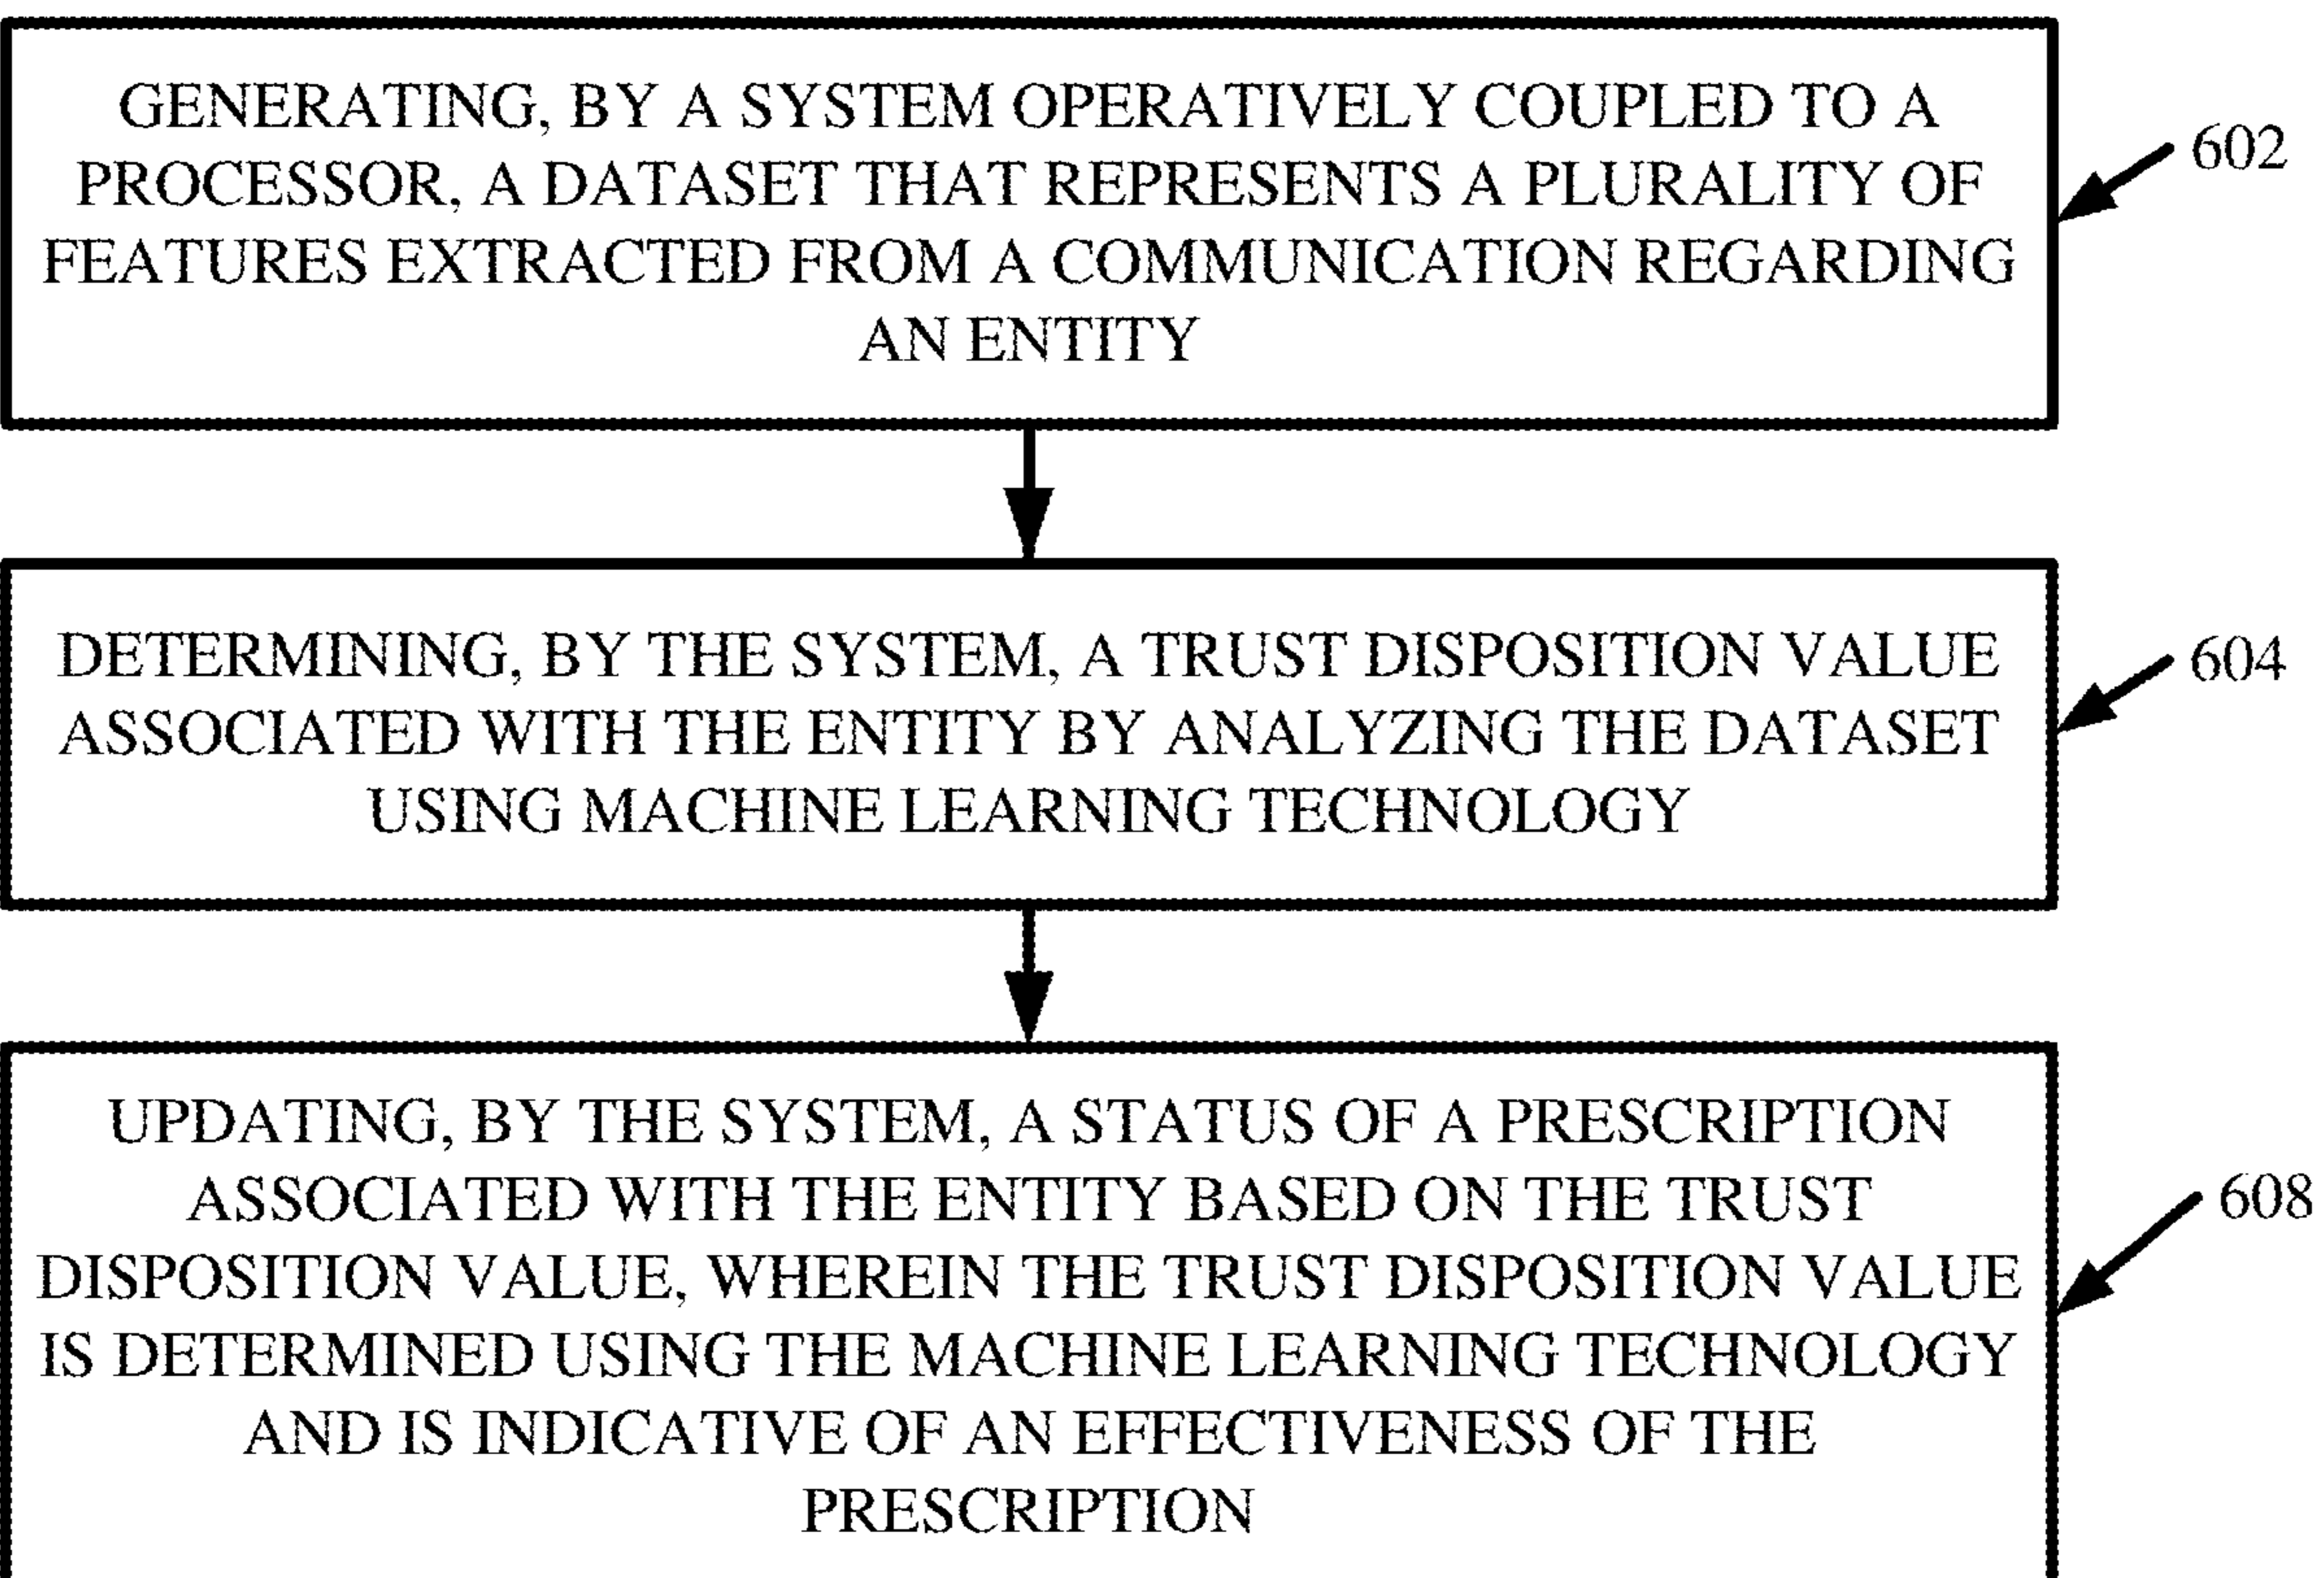 GENERATING, BY A SYSTEM OPERATIVELY COUPLED TO A
PROCESSOR, A DATASET THAT REPRESENTS A PLURALITY OF
FEATURES EXTRACTED FROM A COMMUNICATION REGARDING
AN ENTITY
602
DETERMINING, BY THE SYSTEM, A TRUST DISPOSITION VALUE
ASSOCIATED WITH THE ENTITY BY ANALYZING THE DATASET
USING MACHINE LEARNING TECHNOLOGY
604
UPDATING, BY THE SYSTEM, A STATUS OF A PRESCRIPTION
ASSOCIATED WITH THE ENTITY BASED ON THE TRUST
DISPOSITION VALUE, WHEREIN THE TRUST DISPOSITION VALUE
IS DETERMINED USING THE MACHINE LEARNING TECHNOLOGY
AND IS INDICATIVE OF AN EFFECTIVENESS OF THE
PRESCRIPTION
608